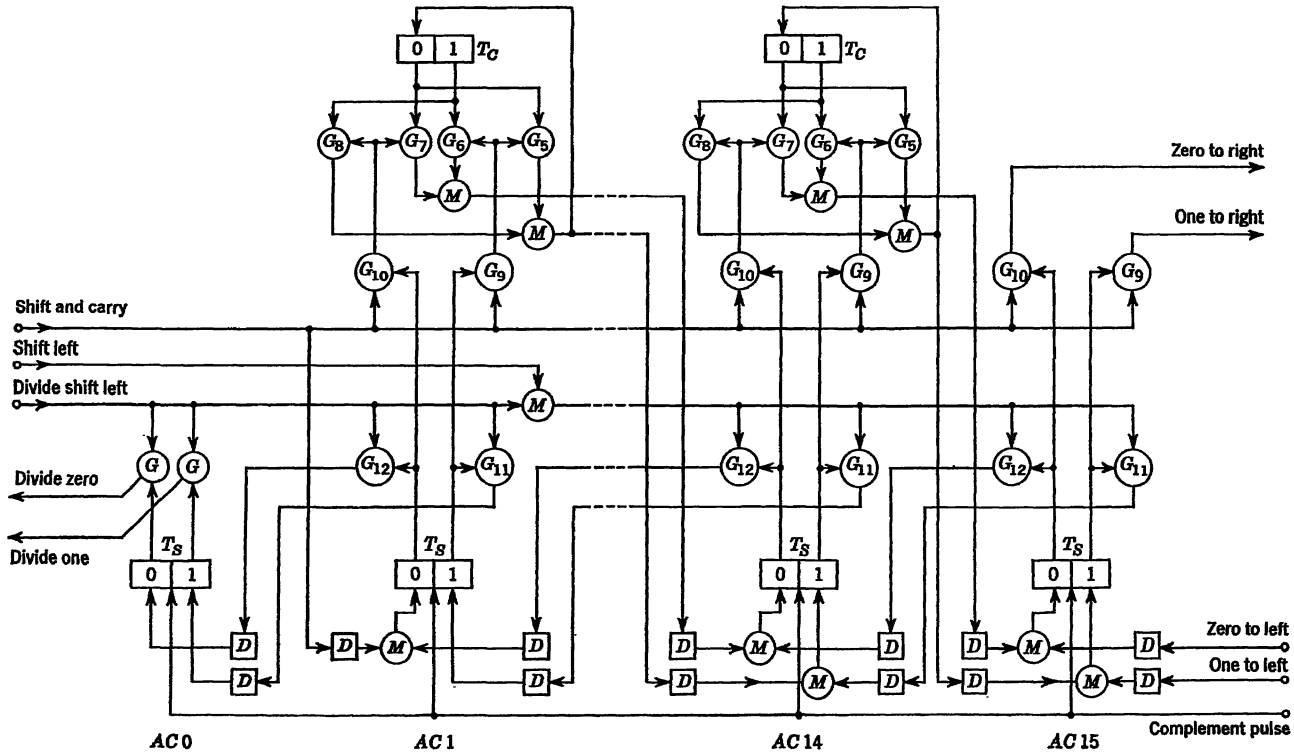 0 1 T_C 0 1 T_C
G_8 G_7 G_6 G_5 G_8 G_7 G_6 G_5
Zero to right
M M
One to right
M M
G_10 G_9 G_10 G_9 G_10 G_9
Shift and carry
Shift left
Divide shift left
M
G G G_12 G_11 G_12 G_11 G_12 G_11
Divide zero
Divide one
T_S T_S T_S T_S
0 1 0 1 0 1 0 1
D D M D D M D D M D Zero to left
D D D M D D M D One to left
Complement pulse
AC 0 AC 1 AC 14 AC 15